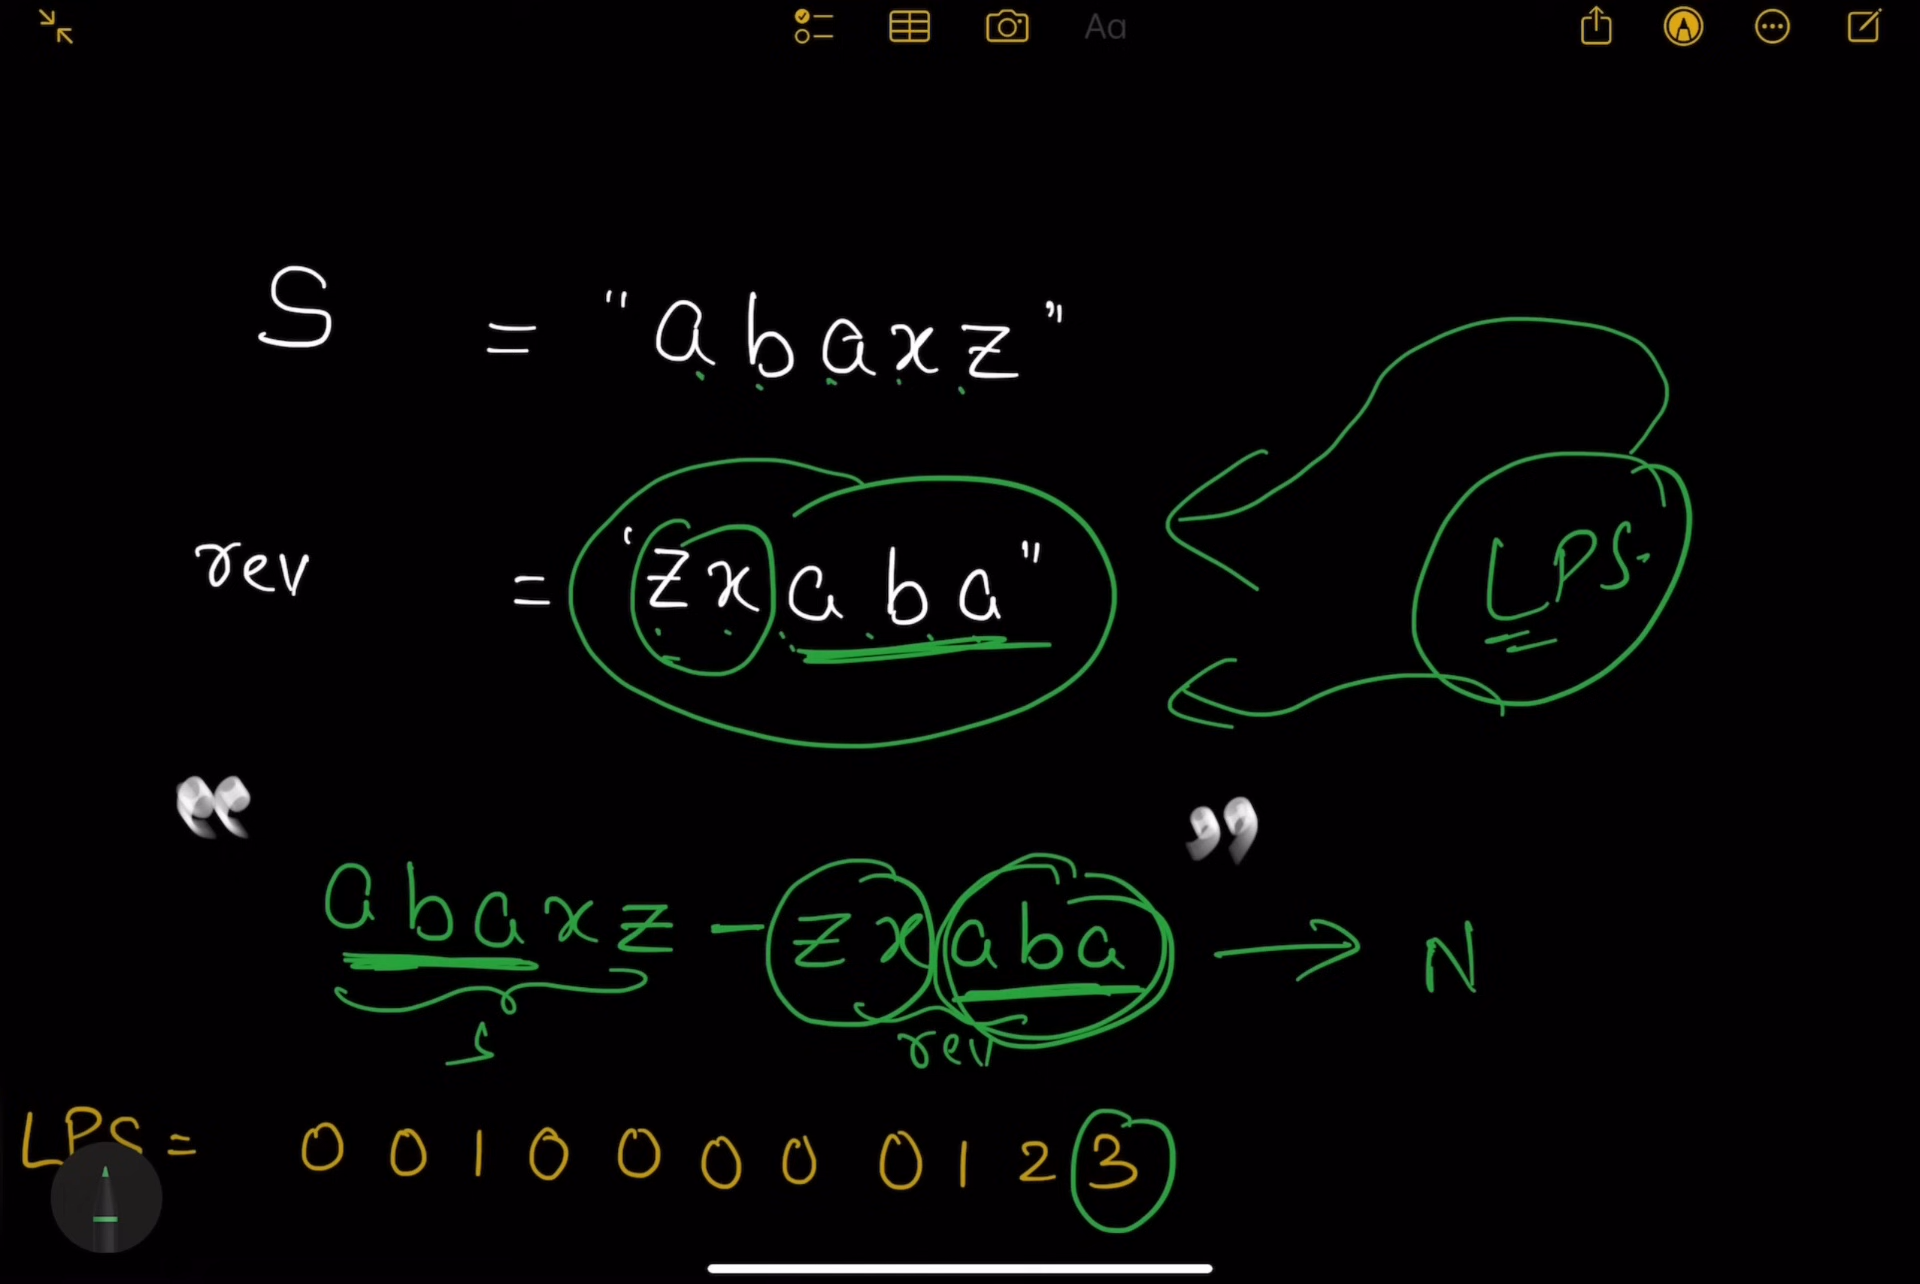 Aa
S = "abaxz"
rev = "zxaba"
LPS
"abaxz-zxaba" → N
s rev
LPS = 0 0 1 0 0 0 0 0 1 2 3